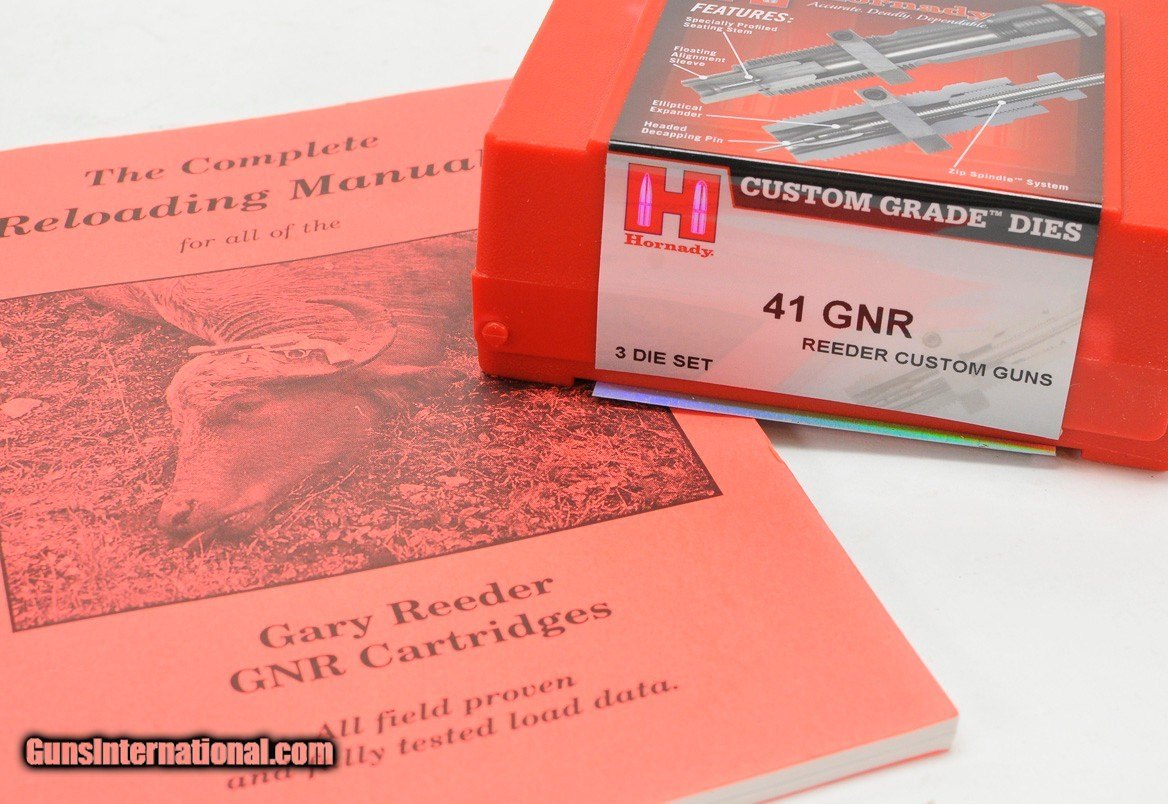 The Complete
Reloading Manual
for all of the
Gary Reeder
GNR Cartridges
All field proven
and fully tested load data.
Hornady
Accurate. Deadly. Dependable.
FEATURES:
Specially Profiled
Seating Stem
Floating
Alignment
Sleeve
Elliptical
Expander
Headed
Decapping Pin
Zip Spindle™ System
H
Hornady
CUSTOM GRADE™ DIES
41 GNR
REEDER CUSTOM GUNS
3 DIE SET
GunsInternational.com